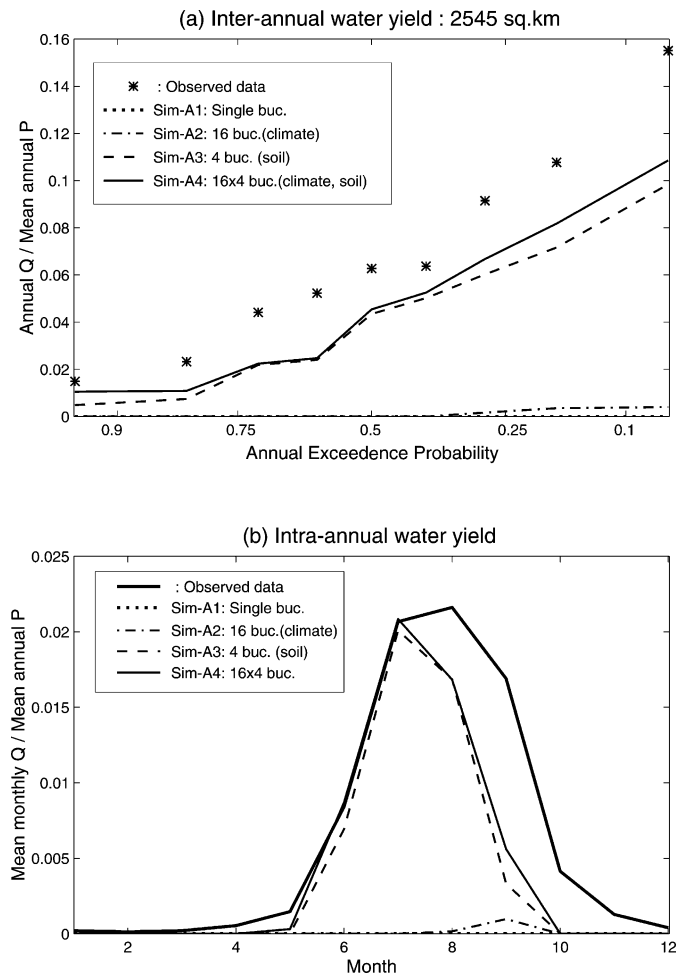 (a) Inter-annual water yield : 2545 sq.km
0.16
0.14
0.12
0.1
0.08
0.06
0.04
0.02
0
Annual Q / Mean annual P
: Observed data
Sim-A1: Single buc.
Sim-A2: 16 buc.(climate)
Sim-A3: 4 buc. (soil)
Sim-A4: 16x4 buc.(climate, soil)
0.9 0.75 0.5 0.25 0.1
Annual Exceedence Probability
(b) Intra-annual water yield
0.025
0.02
0.015
0.01
0.005
0
Mean monthly Q / Mean annual P
: Observed data
Sim-A1: Single buc.
Sim-A2: 16 buc.(climate)
Sim-A3: 4 buc. (soil)
Sim-A4: 16x4 buc.
2 4 6 8 10 12
Month